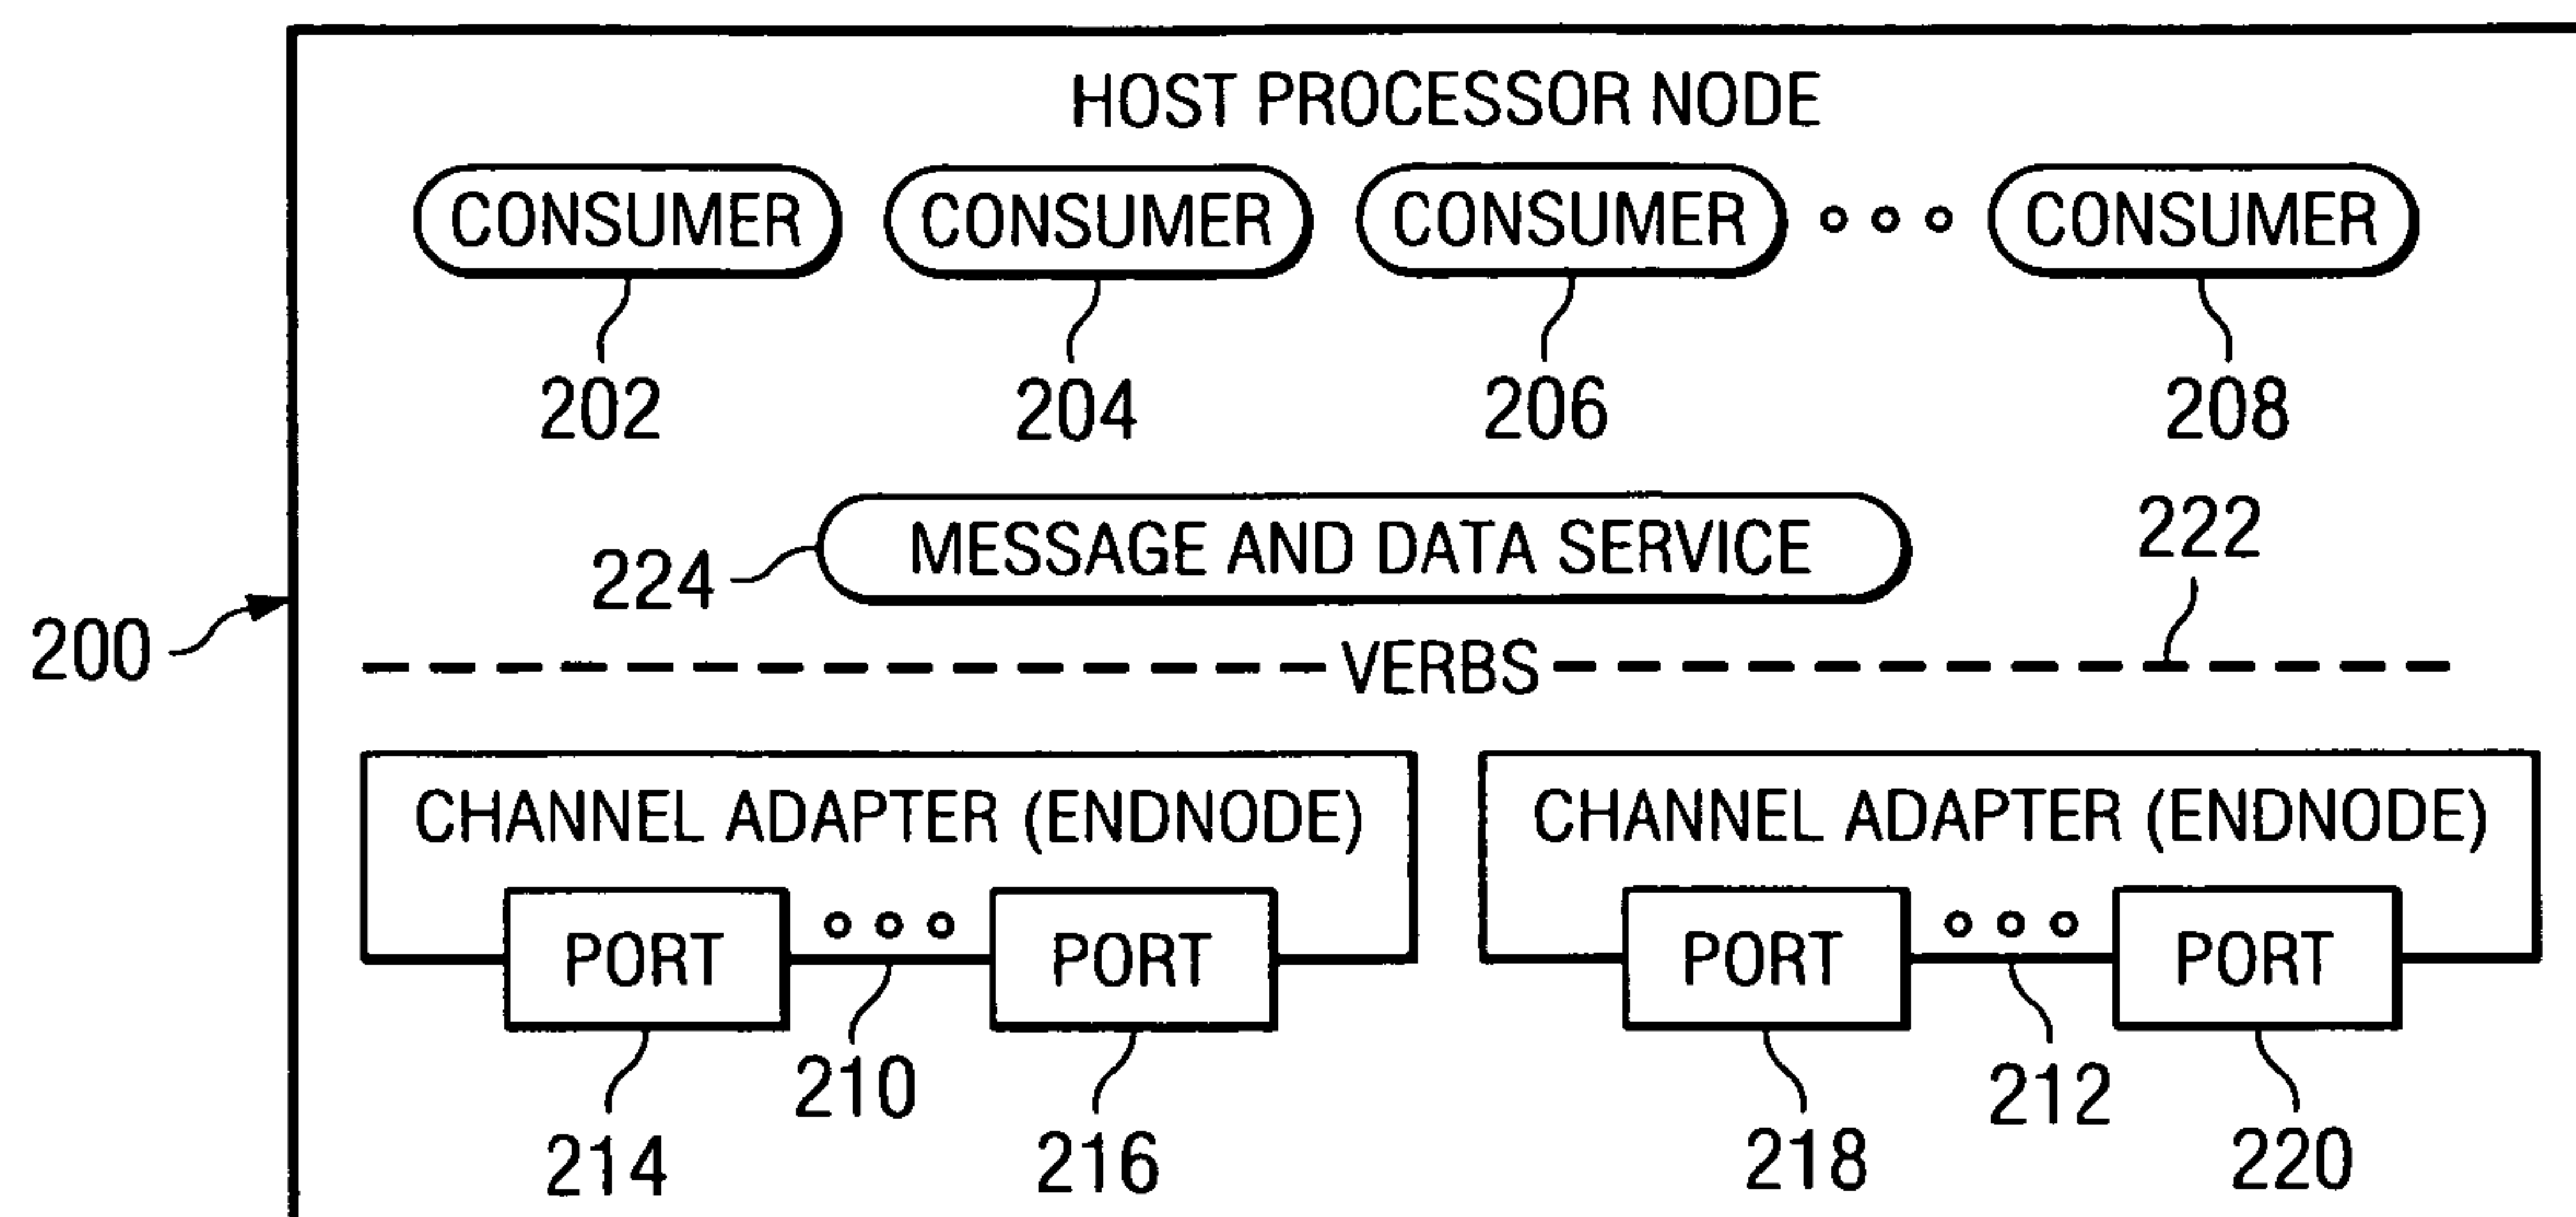 HOST PROCESSOR NODE
CONSUMER CONSUMER CONSUMER CONSUMER
202 204 206 208
222
MESSAGE AND DATA SERVICE
224
200
VERBS
CHANNEL ADAPTER (ENDNODE) CHANNEL ADAPTER (ENDNODE)
PORT PORT PORT PORT
210 212
214 216 218 220